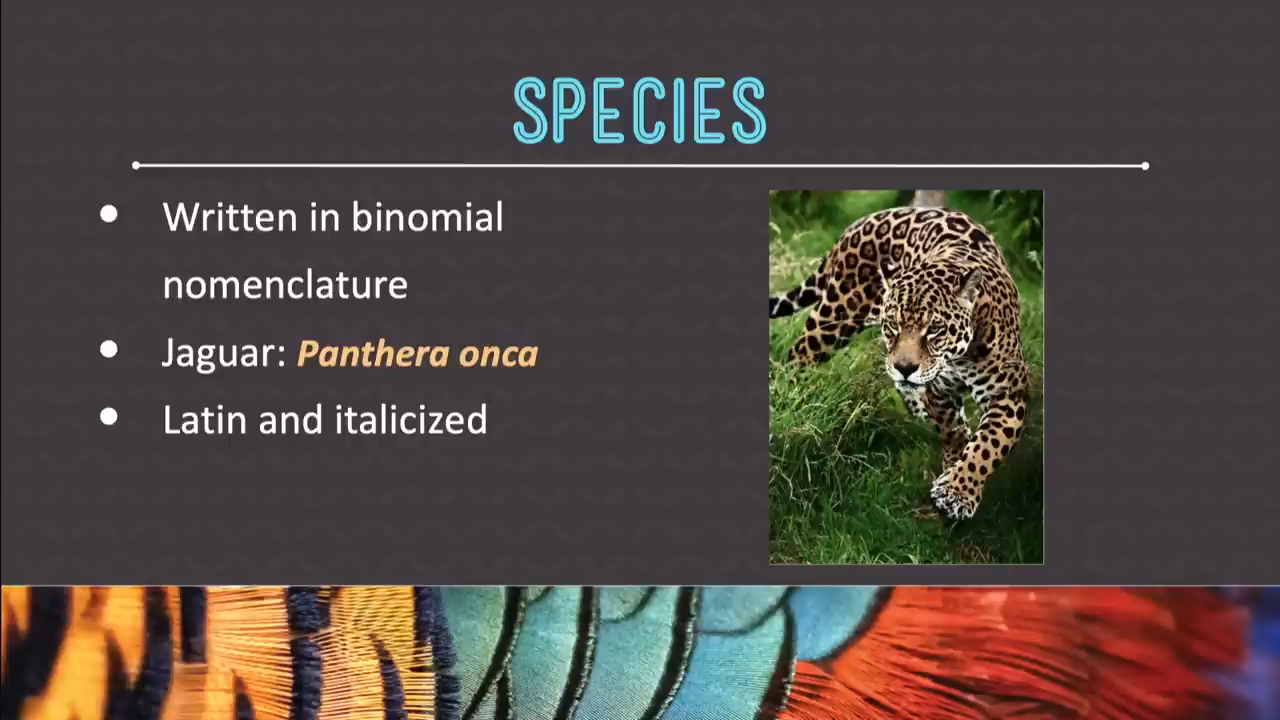 SPECIES
• Written in binomial
nomenclature
• Jaguar: Panthera onca
• Latin and italicized